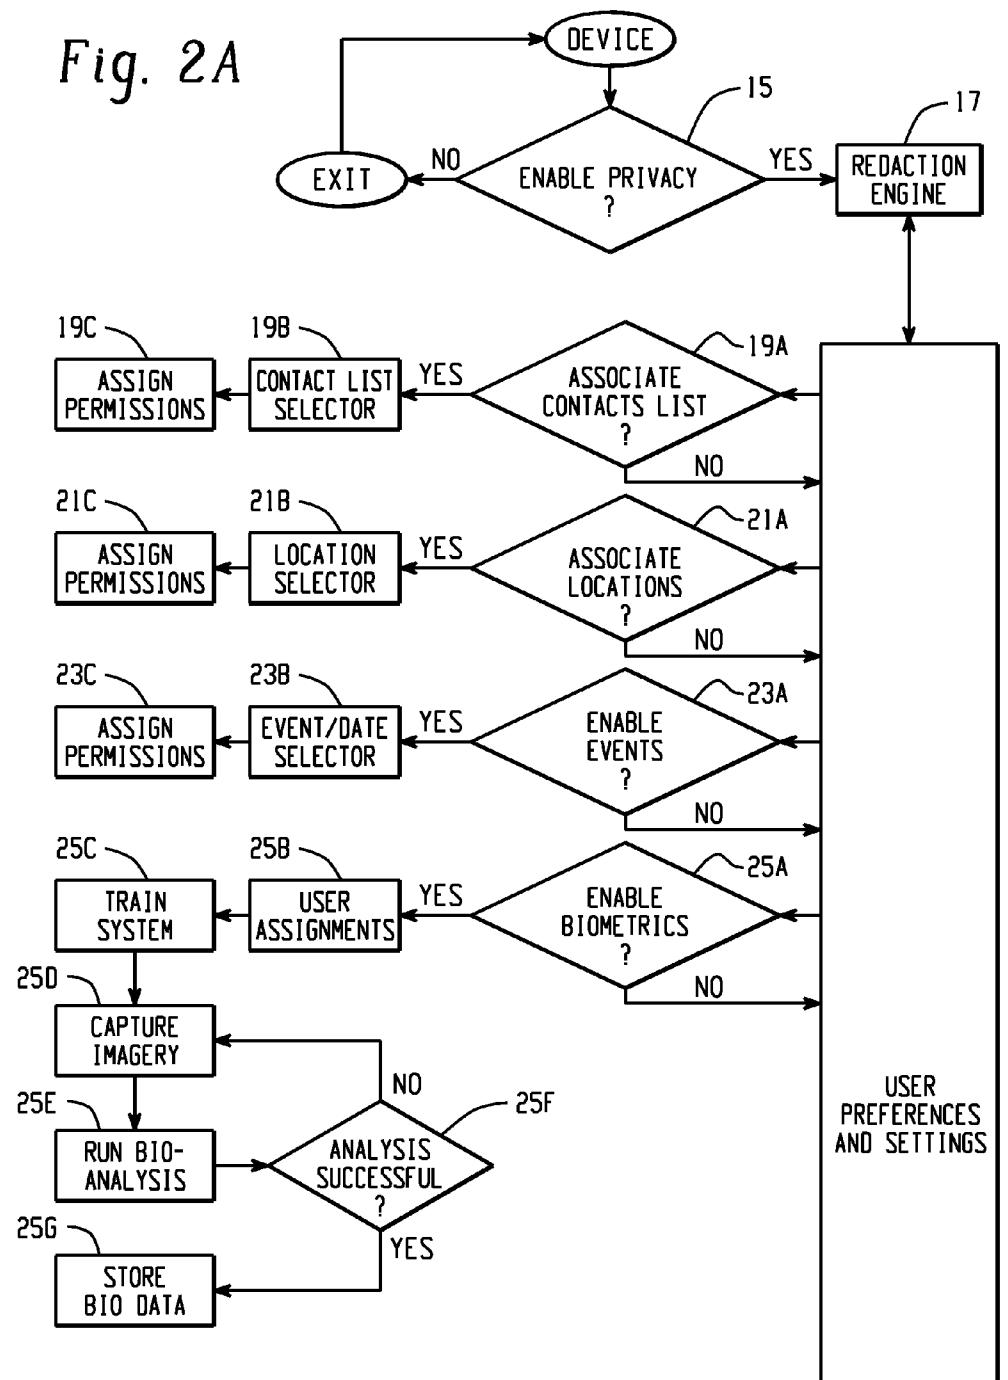 Fig. 2A
DEVICE
15
17
NO
YES
EXIT
ENABLE PRIVACY
?
REDACTION
ENGINE
19C
19B
19A
YES
ASSIGN
PERMISSIONS
CONTACT LIST
SELECTOR
ASSOCIATE
CONTACTS LIST
?
NO
21C
21B
21A
YES
ASSIGN
PERMISSIONS
LOCATION
SELECTOR
ASSOCIATE
LOCATIONS
?
NO
23C
23B
23A
YES
ASSIGN
PERMISSIONS
EVENT/DATE
SELECTOR
ENABLE
EVENTS
?
NO
25C
25B
25A
YES
TRAIN
SYSTEM
USER
ASSIGNMENTS
ENABLE
BIOMETRICS
?
NO
25D
CAPTURE
IMAGERY
NO
25E
25F
RUN BIO-
ANALYSIS
ANALYSIS
SUCCESSFUL
?
YES
25G
STORE
BIO DATA
USER
PREFERENCES
AND SETTINGS